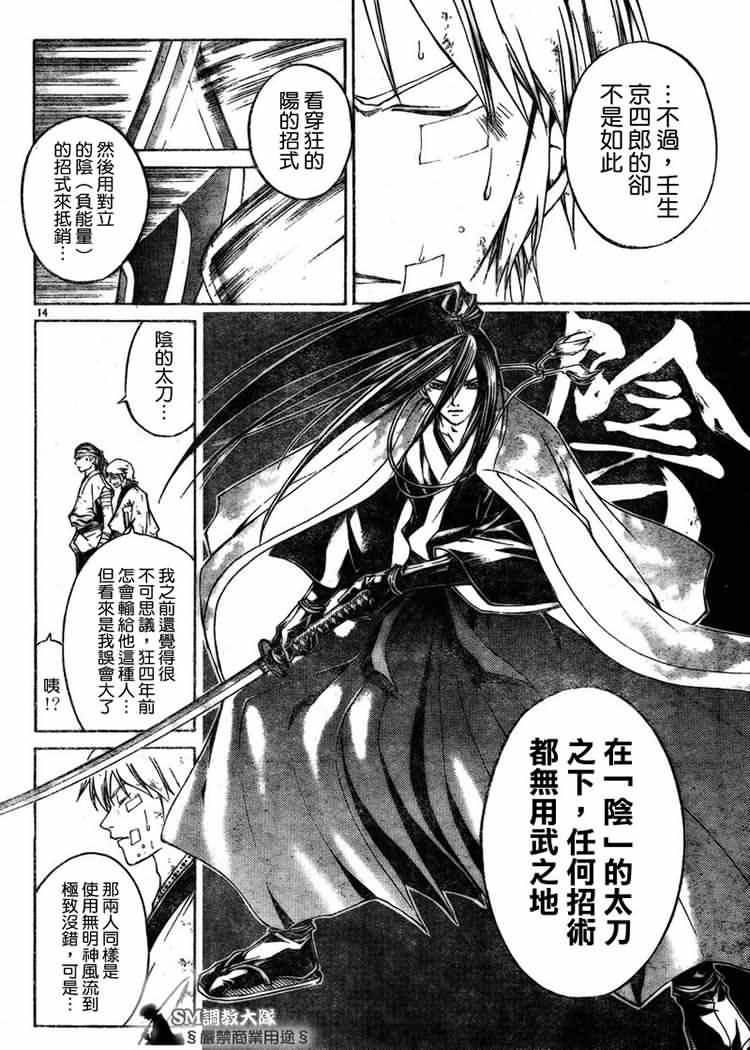 …不過，壬生
京四郎的卻
不是如此
看穿狂的
陽的招式
然後用對立
的陰（負能量）
的招式來抵銷…
14
陰
陰的太刀…
我之前還覺得很
不可思議，狂四年前
怎會輸給他這種人…
但看來是我誤會大了
咦!?
在「陰」的太刀
之下，任何招術
都無用武之地
那兩人同樣是
使用無明神風流到
極致沒錯，可是…
SM調教大隊
§嚴禁商業用途§